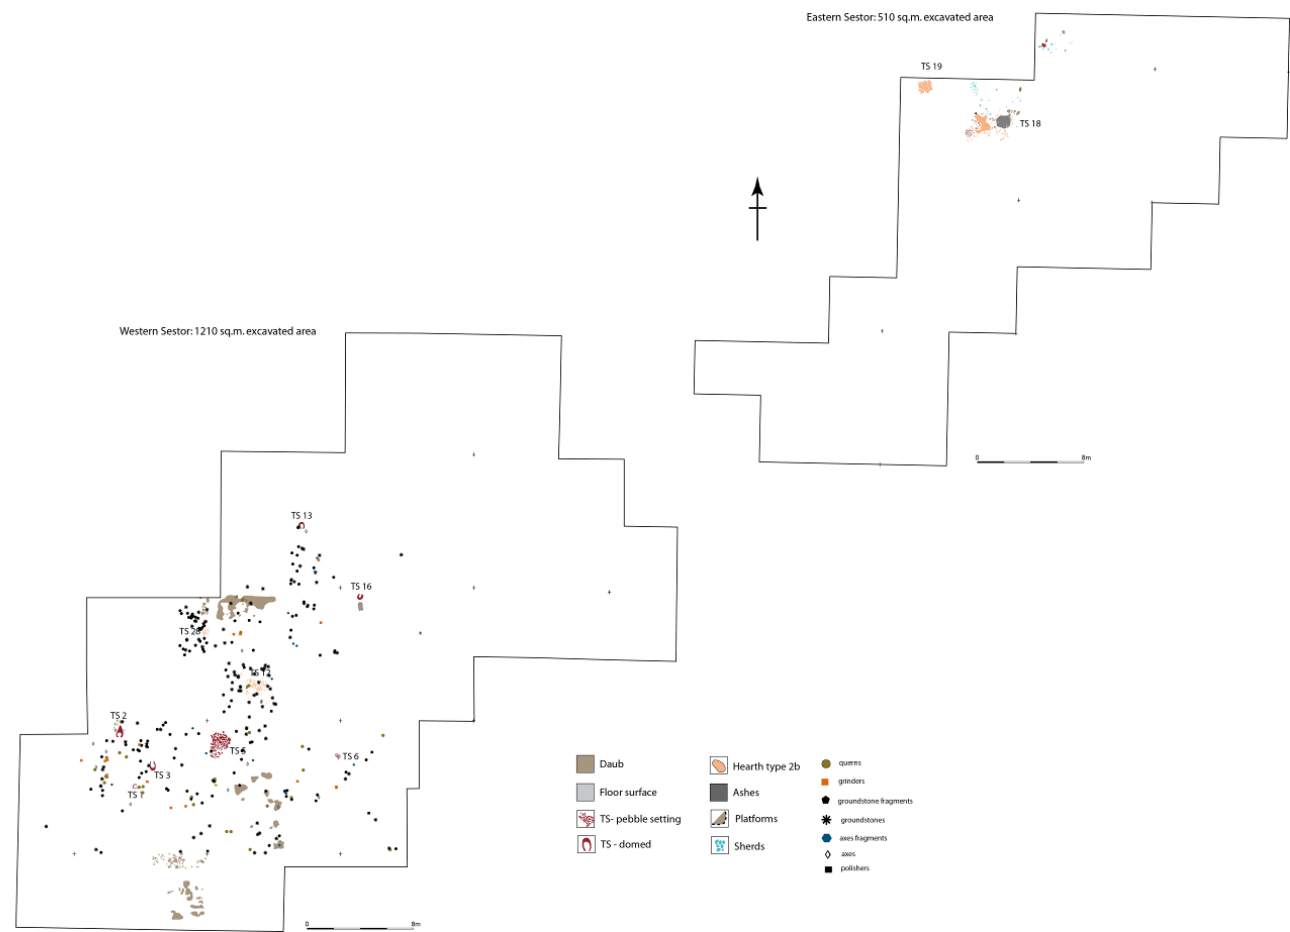 Eastern Sestor: 510 sq.m. excavated area
TS 19
TS 18
0 8m
Western Sestor: 1210 sq.m. excavated area
TS 13
TS 16
TS 12
TS 2
TS 5
TS 6
TS 3
0 8m
Daub
Floor surface
TS- pebble setting
TS - domed
Hearth type 2b
Ashes
Platforms
Sherds
querns
grinders
groundstone fragments
groundstones
axes fragments
axes
polishers